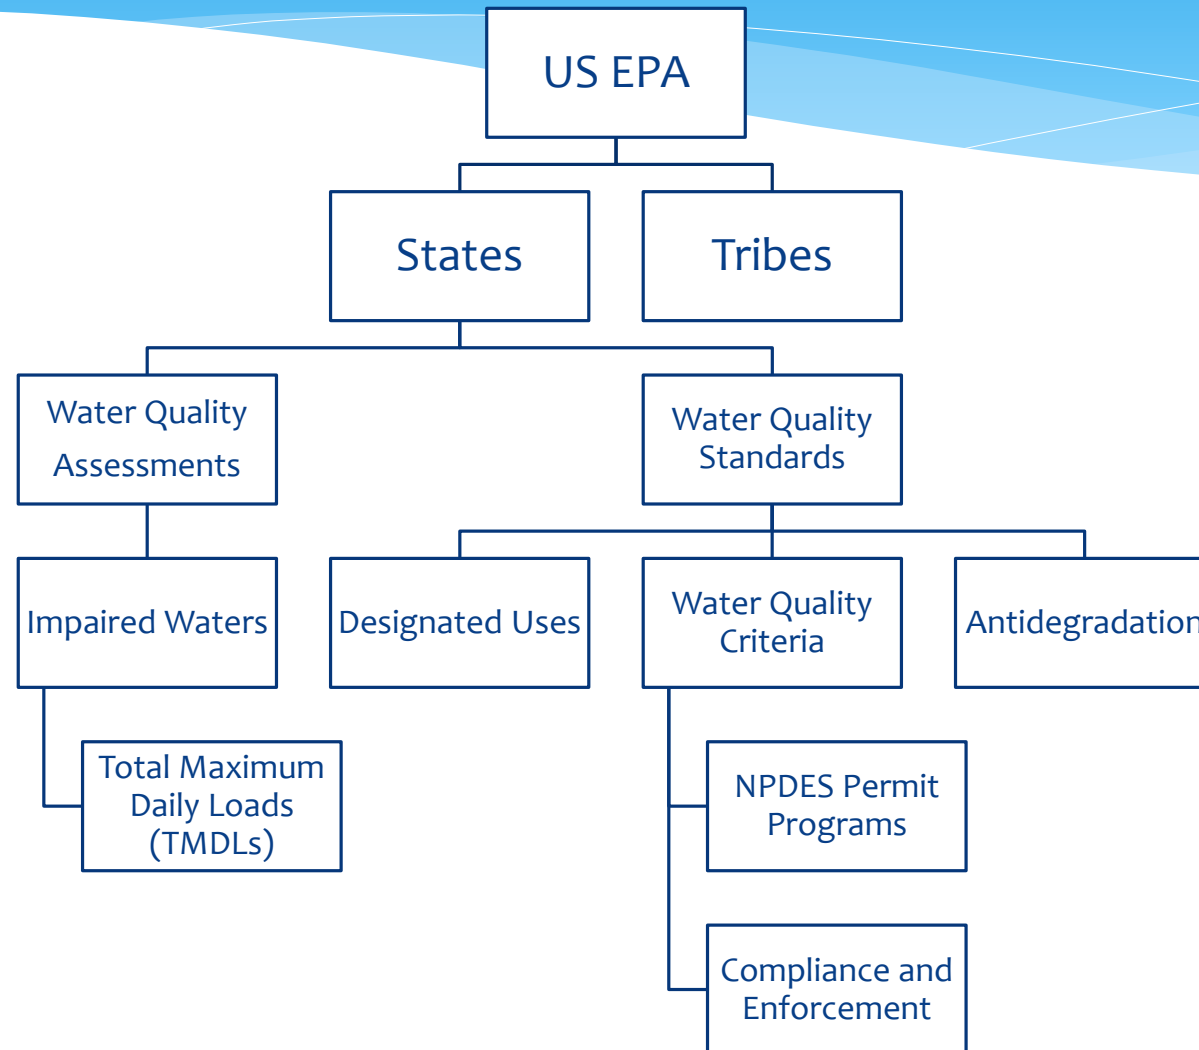 US EPA
States
Tribes
Water Quality
Assessments
Water Quality
Standards
Impaired Waters
Designated Uses
Water Quality
Criteria
Antidegradation
Total Maximum
Daily Loads
(TMDLs)
NPDES Permit
Programs
Compliance and
Enforcement